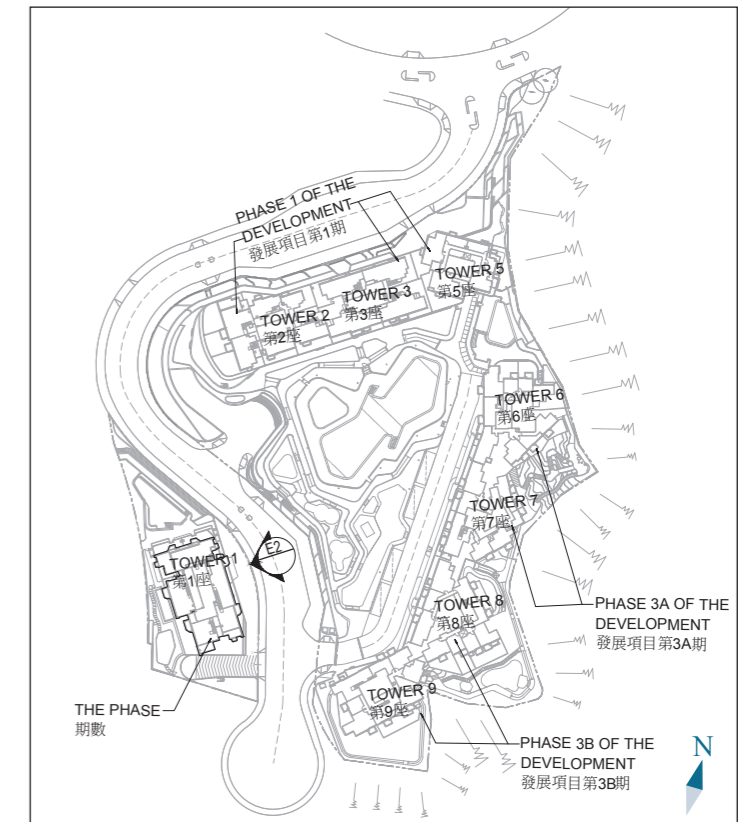 PHASE 1 OF THE
DEVELOPMENT
發展項目第1期
TOWER 5
第5座
TOWER 3
第3座
TOWER 2
第2座
TOWER 6
第6座
TOWER 7
第7座
E2
TOWER 1
第1座
TOWER 8
第8座
PHASE 3A OF THE
DEVELOPMENT
發展項目第3A期
TOWER 9
第9座
THE PHASE
期數
PHASE 3B OF THE
DEVELOPMENT
發展項目第3B期
N